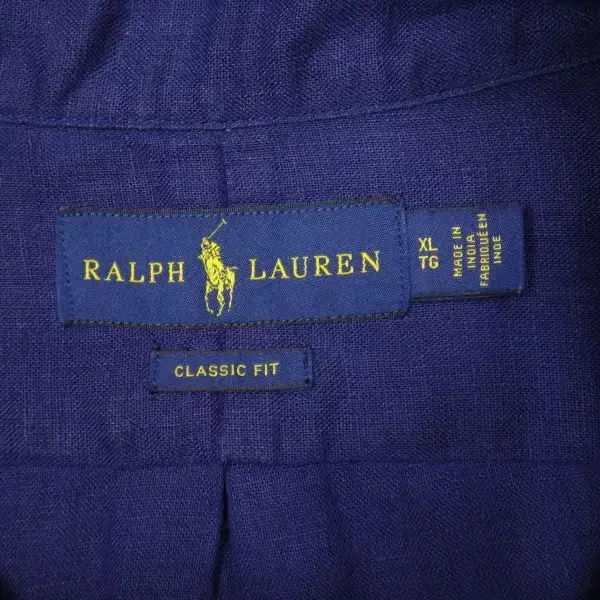 RALPH LAUREN
XL
TG
MADE IN
INDIA
FABRIQUÉ EN
INDE
CLASSIC FIT